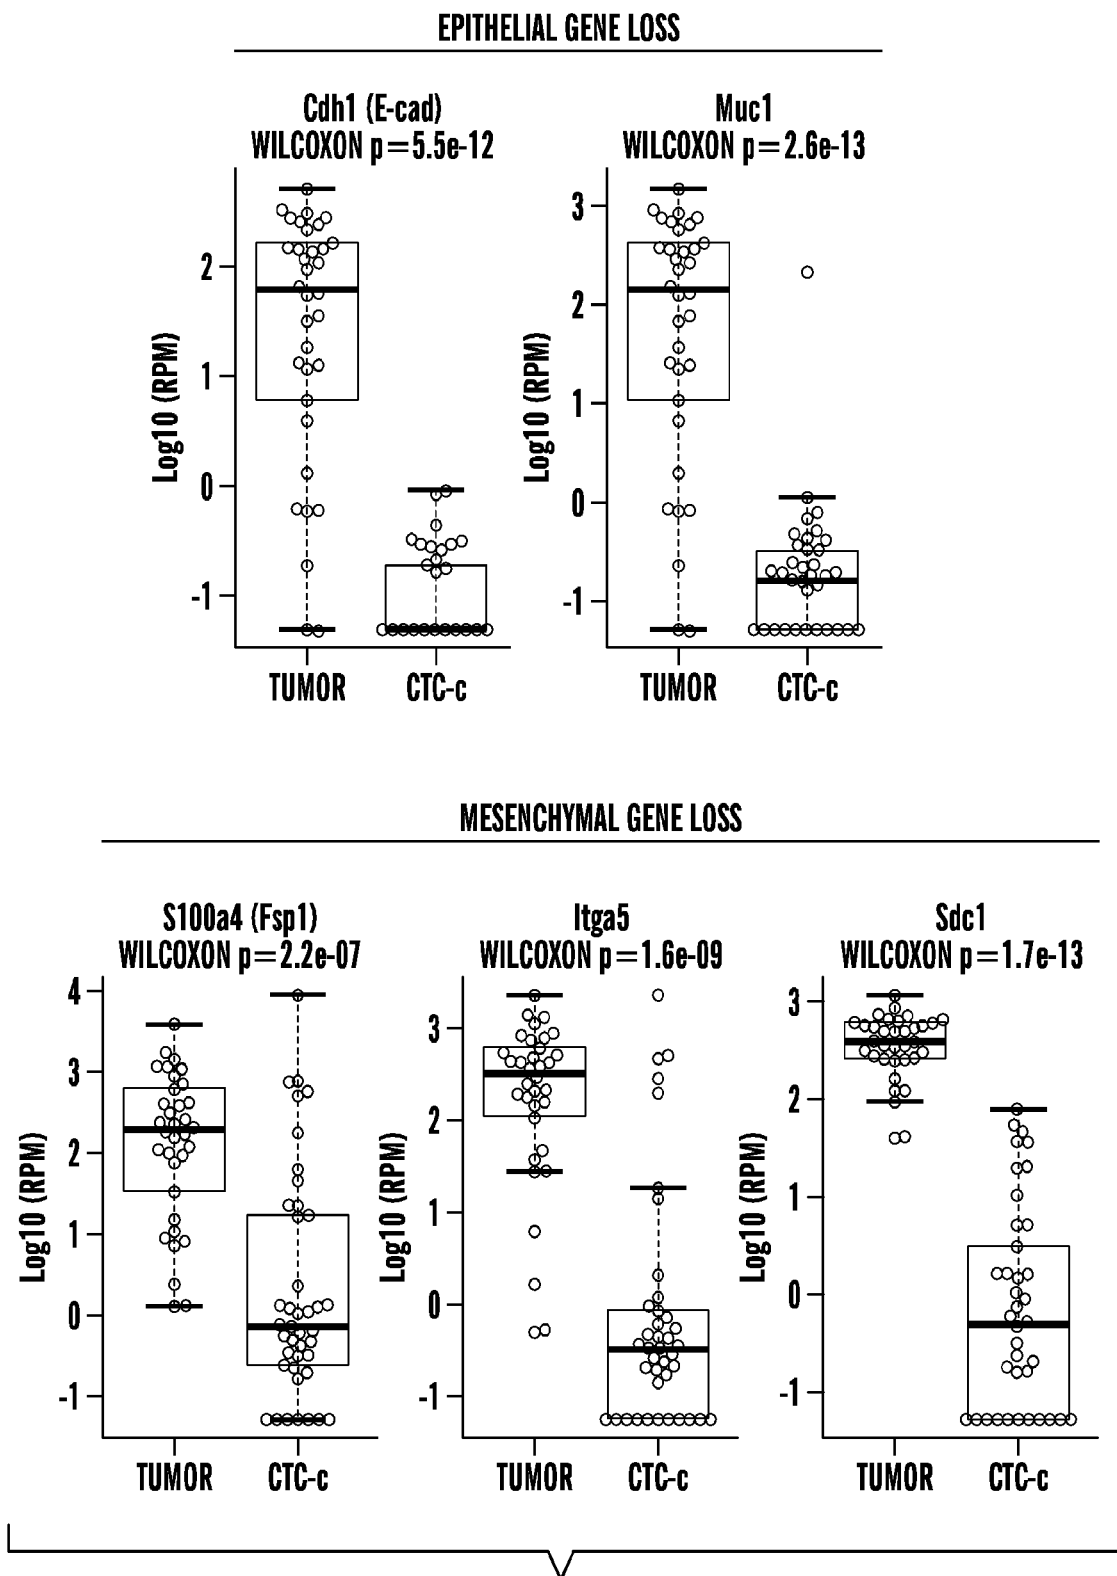 EPITHELIAL GENE LOSS
Cdh1 (E-cad)
WILCOXON p=5.5e-12
Log10 (RPM)
2
1
0
-1
TUMOR CTC-c
Muc1
WILCOXON p=2.6e-13
Log10 (RPM)
3
2
1
0
-1
TUMOR CTC-c
MESENCHYMAL GENE LOSS
S100a4 (Fsp1)
WILCOXON p=2.2e-07
Log10 (RPM)
4
3
2
1
0
-1
TUMOR CTC-c
Itga5
WILCOXON p=1.6e-09
Log10 (RPM)
3
2
1
0
-1
TUMOR CTC-c
Sdc1
WILCOXON p=1.7e-13
Log10 (RPM)
3
2
1
0
-1
TUMOR CTC-c